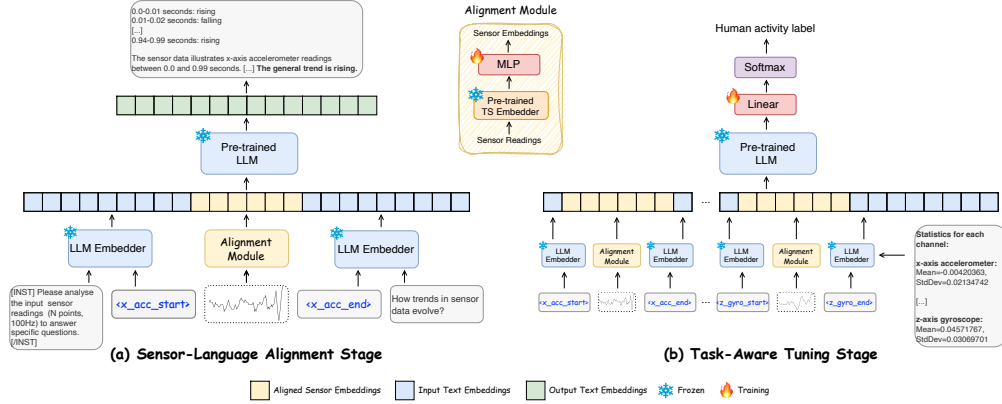 0.0-0.01 seconds: rising
0.01-0.02 seconds: falling
[...]
0.94-0.99 seconds: rising
The sensor data illustrates x-axis accelerometer readings
between 0.0 and 0.99 seconds. [...] The general trend is rising.
Pre-trained
LLM
LLM Embedder
Alignment
Module
LLM Embedder
[INST] Please analyse
the input sensor
readings (N points,
100Hz) to answer
specific questions.
[/INST]
<x_acc_start>
<x_acc_end>
How trends in sensor
data evolve?
(a) Sensor-Language Alignment Stage
Alignment Module
Sensor Embeddings
MLP
Pre-trained
TS Embedder
Sensor Readings
Human activity label
Softmax
Linear
Pre-trained
LLM
...
LLM
Embedder
Alignment
Module
LLM
Embedder
LLM
Embedder
Alignment
Module
LLM
Embedder
<x_acc_start>
<x_acc_end>
...
<z_gyro_start>
<z_gyro_end>
Statistics for each
channel:
x-axis accelerometer:
Mean=0.00420363,
StdDev=0.02134742
[...]
z-axis gyroscope:
Mean=0.04571767,
StdDev=0.03069701
(b) Task-Aware Tuning Stage
Aligned Sensor Embeddings
Input Text Embeddings
Output Text Embeddings
Frozen
Training